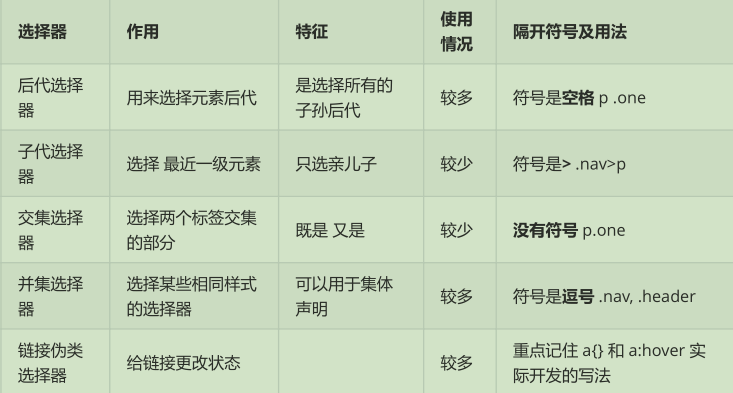 选择器 作用 特征 使用情况 隔开符号及用法
后代选择器 用来选择元素后代 是选择所有的子孙后代 较多 符号是空格 p .one
子代选择器 选择 最近一级元素 只选亲儿子 较少 符号是> .nav>p
交集选择器 选择两个标签交集的部分 既是 又是 较少 没有符号 p.one
并集选择器 选择某些相同样式的选择器 可以用于集体声明 较多 符号是逗号 .nav, .header
链接伪类选择器 给链接更改状态 较多 重点记住 a{} 和 a:hover 实际开发的写法